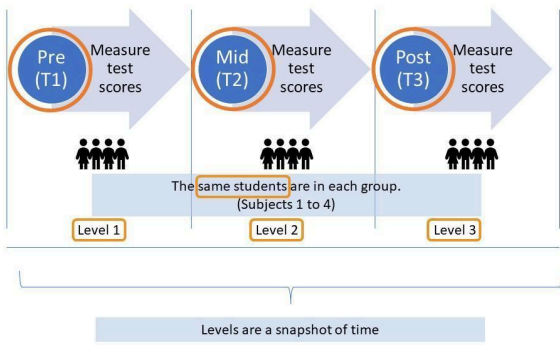 Pre
(T1)
Measure
test
scores
Mid
(T2)
Measure
test
scores
Post
(T3)
Measure
test
scores
The same students are in each group.
(Subjects 1 to 4)
Level 1
Level 2
Level 3
Levels are a snapshot of time